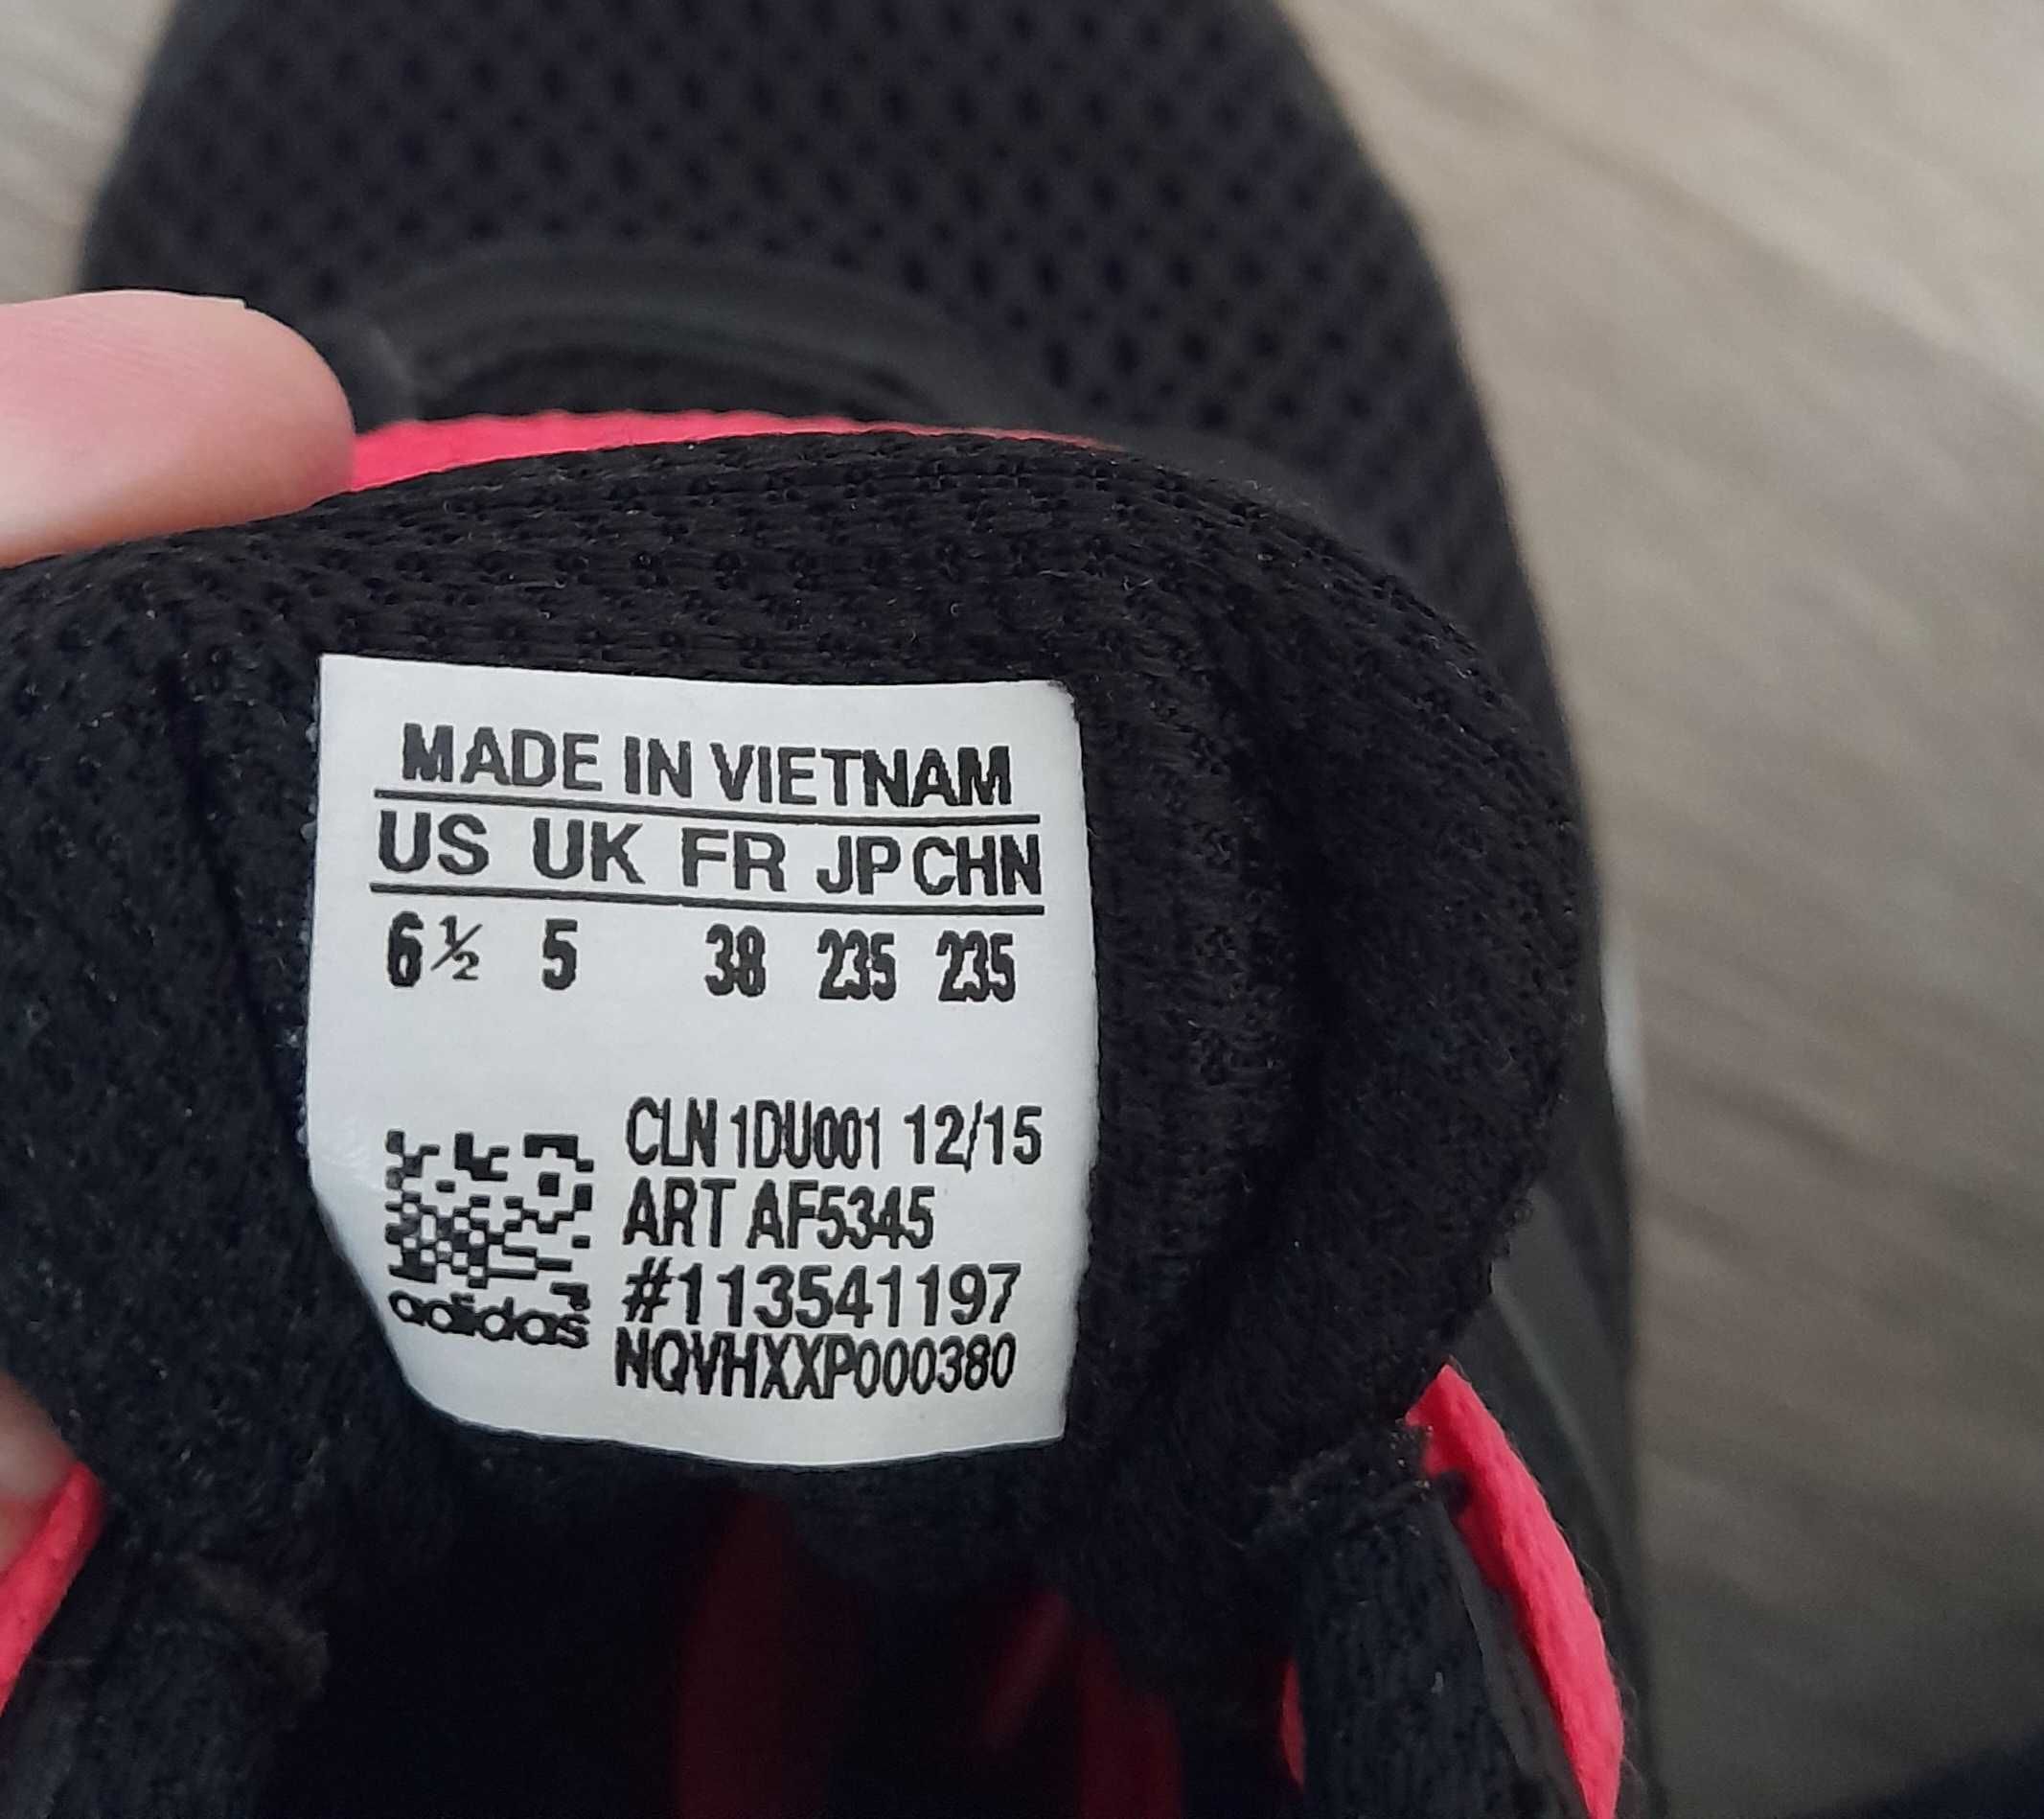 MADE IN VIETNAM
US UK FR JP CHN
6½ 5 38 235 235
CLN 1DU001 12/15
ART AF5345
#113541197
NQVHXXP000380
adidas